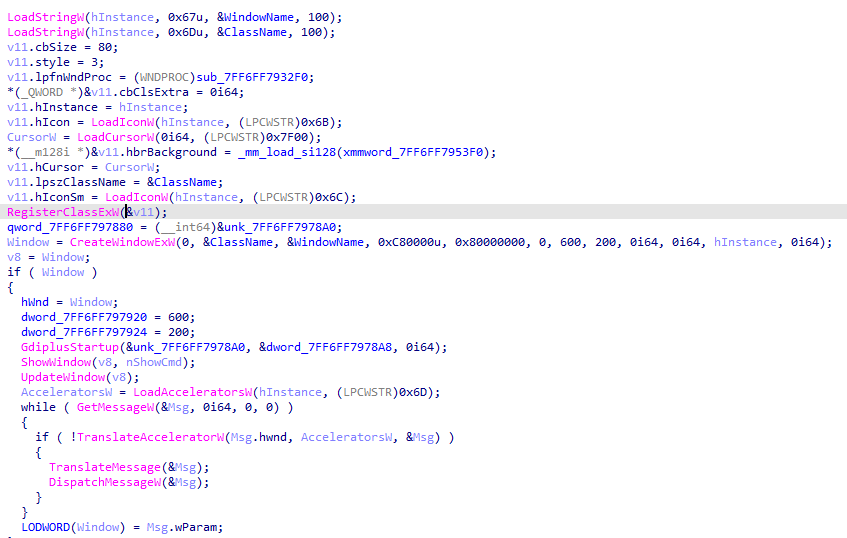 LoadStringW(hInstance, 0x67u, &WindowName, 100);
LoadStringW(hInstance, 0x6Du, &ClassName, 100);
v11.cbSize = 80;
v11.style = 3;
v11.lpfnWndProc = (WNDPROC)sub_7FF6FF7932F0;
*(_QWORD *)&v11.cbClsExtra = 0i64;
v11.hInstance = hInstance;
v11.hIcon = LoadIconW(hInstance, (LPCWSTR)0x6B);
CursorW = LoadCursorW(0i64, (LPCWSTR)0x7F00);
*(__m128i *)&v11.hbrBackground = _mm_load_si128(xmmword_7FF6FF7953F0);
v11.hCursor = CursorW;
v11.lpszClassName = &ClassName;
v11.hIconSm = LoadIconW(hInstance, (LPCWSTR)0x6C);
RegisterClassExW(&v11);
qword_7FF6FF797880 = (__int64)&unk_7FF6FF7978A0;
Window = CreateWindowExW(0, &ClassName, &WindowName, 0xC80000u, 0x80000000, 0, 600, 200, 0i64, 0i64, hInstance, 0i64);
v8 = Window;
if ( Window )
{
  hWnd = Window;
  dword_7FF6FF797920 = 600;
  dword_7FF6FF797924 = 200;
  GdiplusStartup(&unk_7FF6FF7978A0, &dword_7FF6FF7978A8, 0i64);
  ShowWindow(v8, nShowCmd);
  UpdateWindow(v8);
  AcceleratorsW = LoadAcceleratorsW(hInstance, (LPCWSTR)0x6D);
  while ( GetMessageW(&Msg, 0i64, 0, 0) )
  {
    if ( !TranslateAcceleratorW(Msg.hwnd, AcceleratorsW, &Msg) )
    {
      TranslateMessage(&Msg);
      DispatchMessageW(&Msg);
    }
  }
  LODWORD(Window) = Msg.wParam;